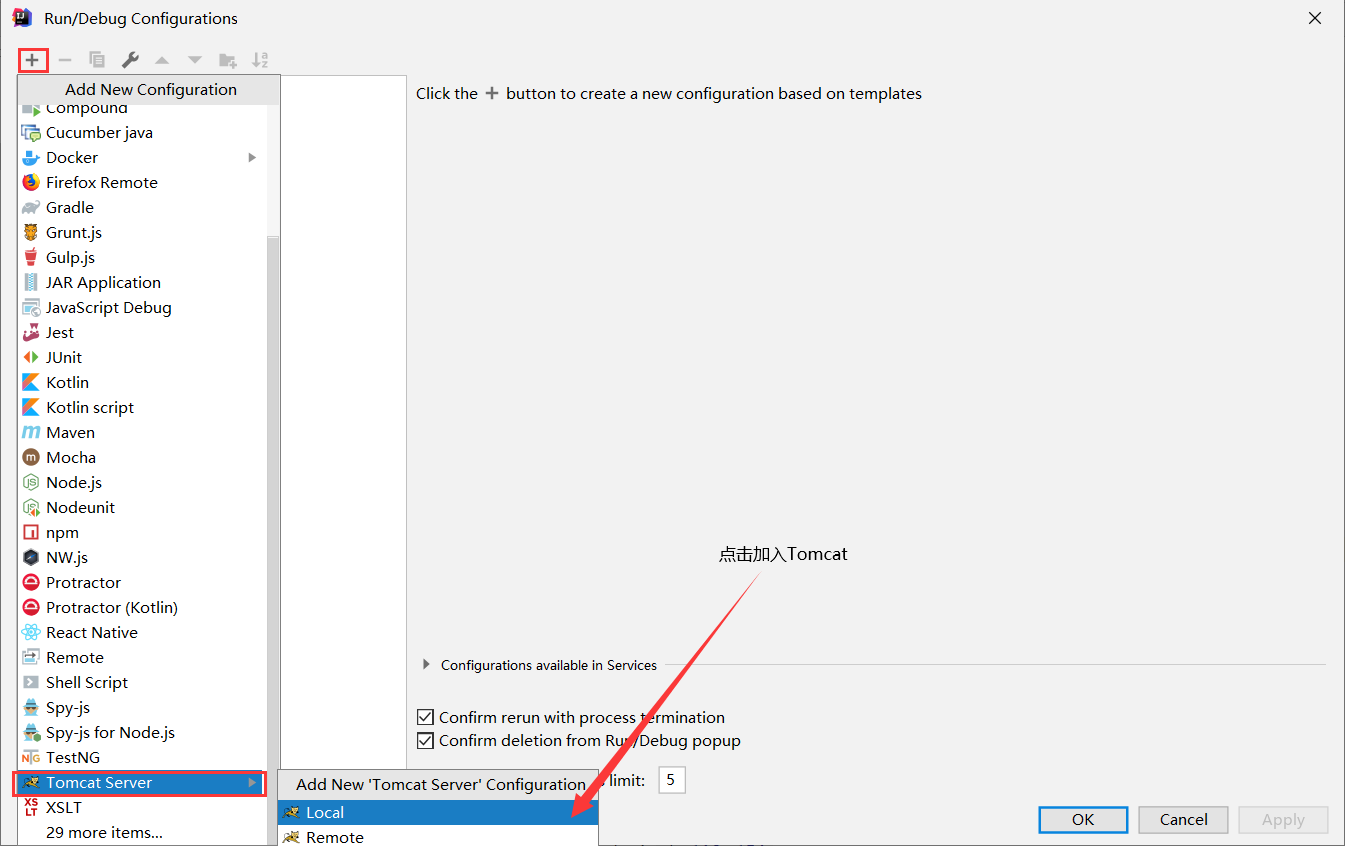 Run/Debug Configurations
Add New Configuration
Click the + button to create a new configuration based on templates
Compound
Cucumber java
Docker
Firefox Remote
Gradle
Grunt.js
Gulp.js
JAR Application
JavaScript Debug
Jest
JUnit
Kotlin
Kotlin script
Maven
Mocha
Node.js
Nodeunit
npm
NW.js
Protractor
Protractor (Kotlin)
React Native
Remote
Shell Script
Spy-js
Spy-js for Node.js
TestNG
Tomcat Server
XSLT
29 more items...
点击加入Tomcat
Configurations available in Services
Confirm rerun with process termination
Confirm deletion from Run/Debug popup
limit: 5
Add New 'Tomcat Server' Configuration
Local
Remote
OK
Cancel
Apply